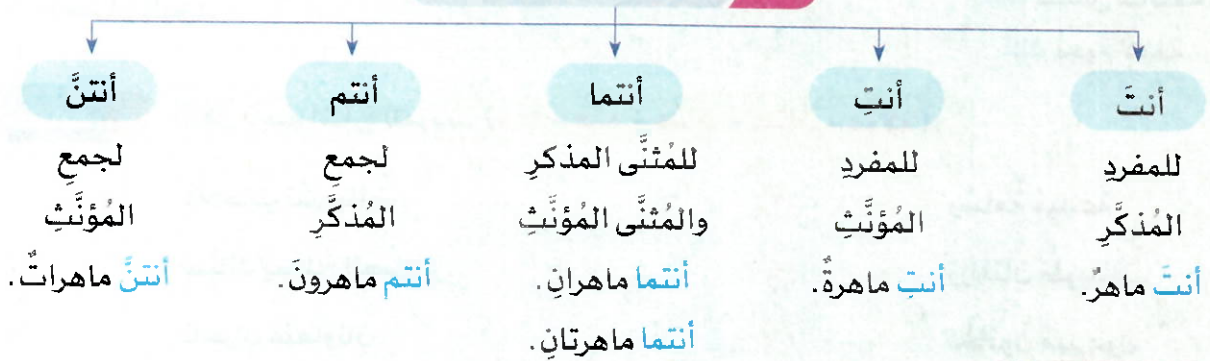 أنتَ
للمفردِ
المُذكَّرِ
أنتَ ماهرٌ.
أنتِ
للمفردِ
المُؤنَّثِ
أنتِ ماهرةٌ.
أنتما
للمُثنَّى المذكرِ
والمُثنَّى المُؤنَّثِ
أنتما ماهرانِ.
أنتما ماهرتانِ.
أنتم
لجمعِ
المُذكَّرِ
أنتم ماهرونَ.
أنتنَّ
لجمعِ
المُؤنَّثِ
أنتنَّ ماهراتٌ.